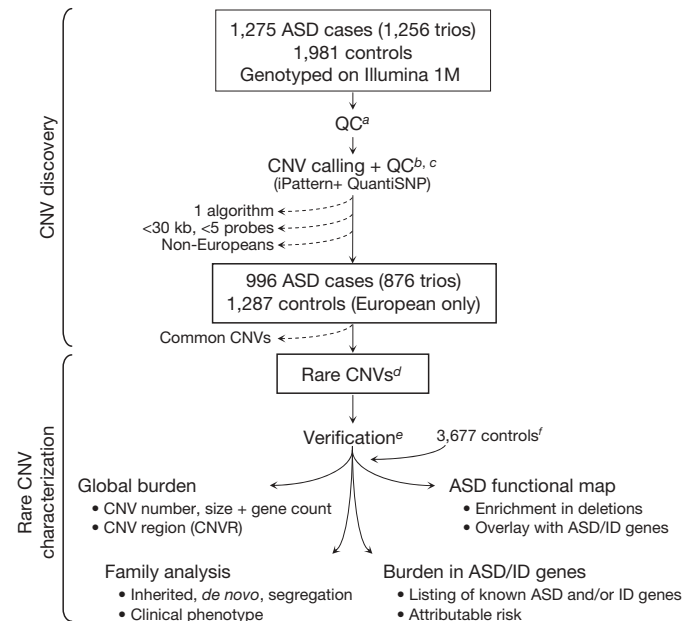 1,275 ASD cases (1,256 trios)
1,981 controls
Genotyped on Illumina 1M
QCᵃ
CNV calling + QCᵇ, ᶜ
(iPattern+ QuantiSNP)
1 algorithm
<30 kb, <5 probes
Non-Europeans
996 ASD cases (876 trios)
1,287 controls (European only)
Common CNVs
CNV discovery
Rare CNVsᵈ
Verificationᵉ
3,677 controlsᶠ
Rare CNV
characterization
Global burden
• CNV number, size + gene count
• CNV region (CNVR)
ASD functional map
• Enrichment in deletions
• Overlay with ASD/ID genes
Family analysis
• Inherited, de novo, segregation
• Clinical phenotype
Burden in ASD/ID genes
• Listing of known ASD and/or ID genes
• Attributable risk